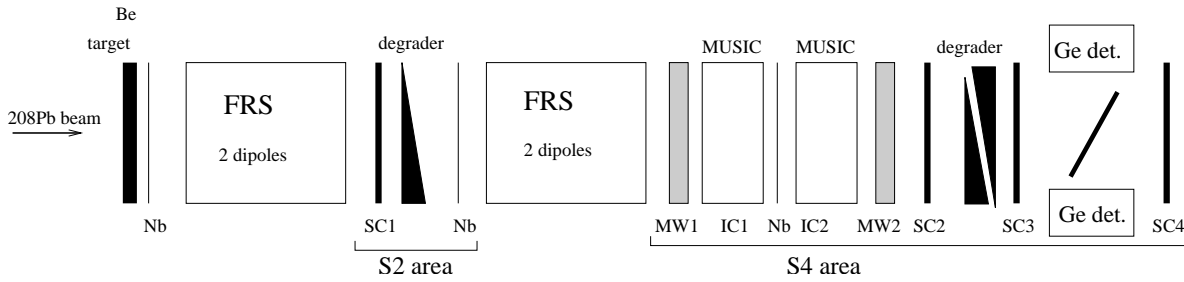 Be
target
208Pb beam
Nb
FRS
2 dipoles
degrader
SC1
Nb
S2 area
FRS
2 dipoles
MUSIC
MUSIC
degrader
Ge det.
Ge det.
MW1
IC1
Nb
IC2
MW2
SC2
SC3
SC4
S4 area